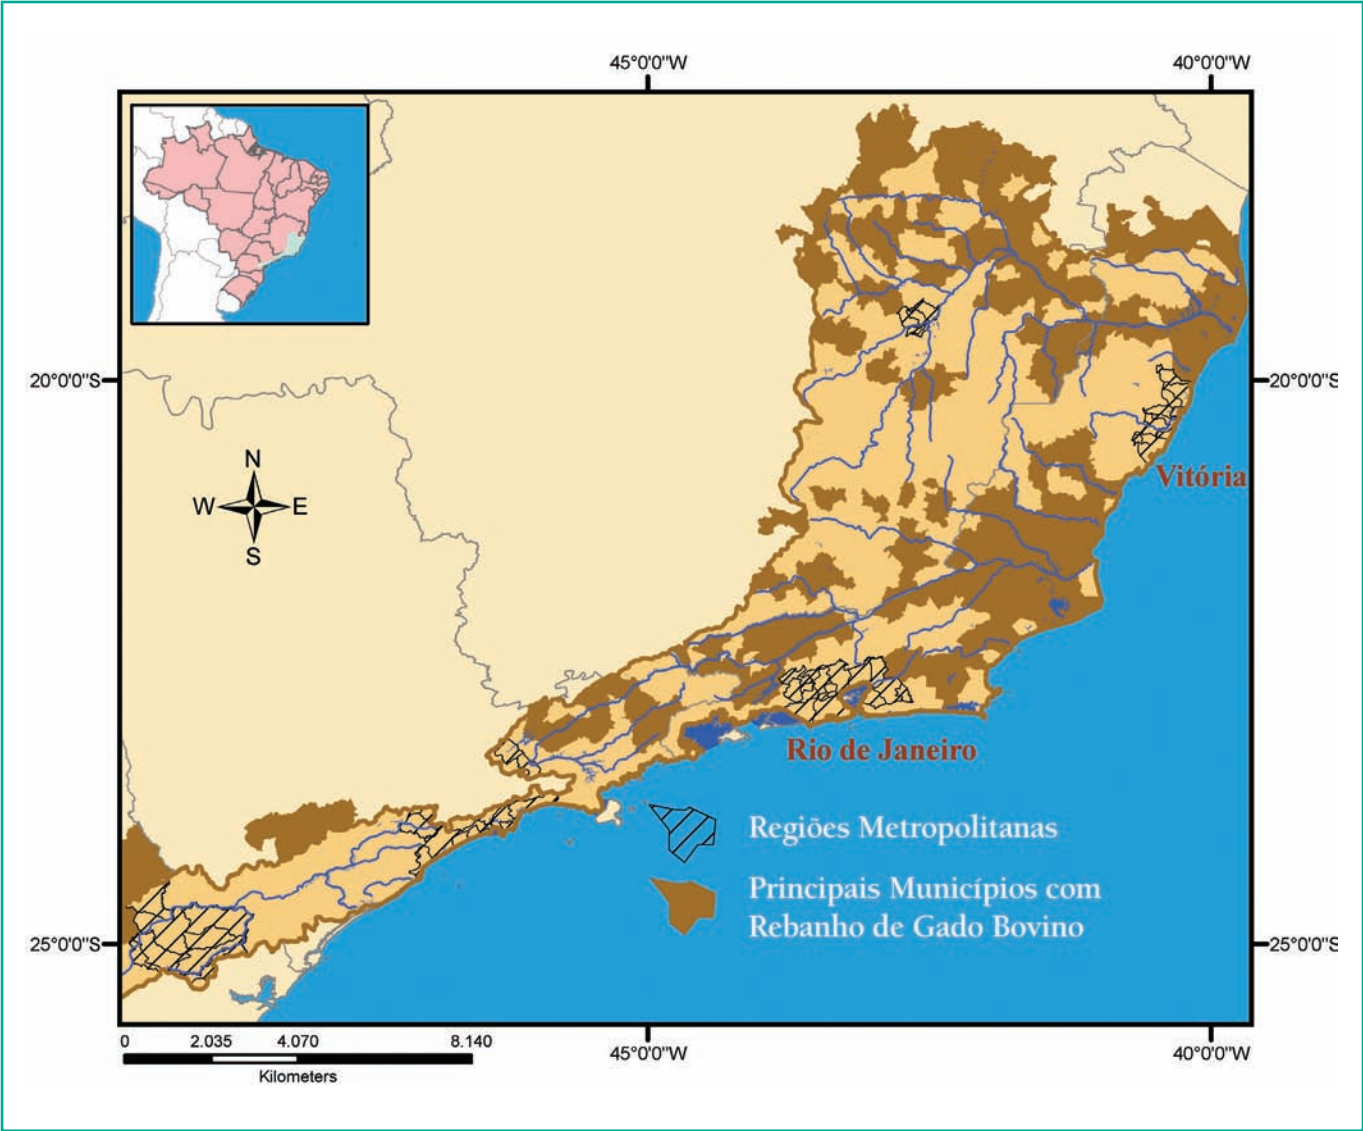 45°0'0"W 40°0'0"W
20°0'0"S 20°0'0"S
N
W E
S
Vitória
Rio de Janeiro
Regiões Metropolitanas
Principais Municípios com
Rebanho de Gado Bovino
25°0'0"S 25°0'0"S
0 2.035 4.070 8.140
Kilometers
45°0'0"W 40°0'0"W